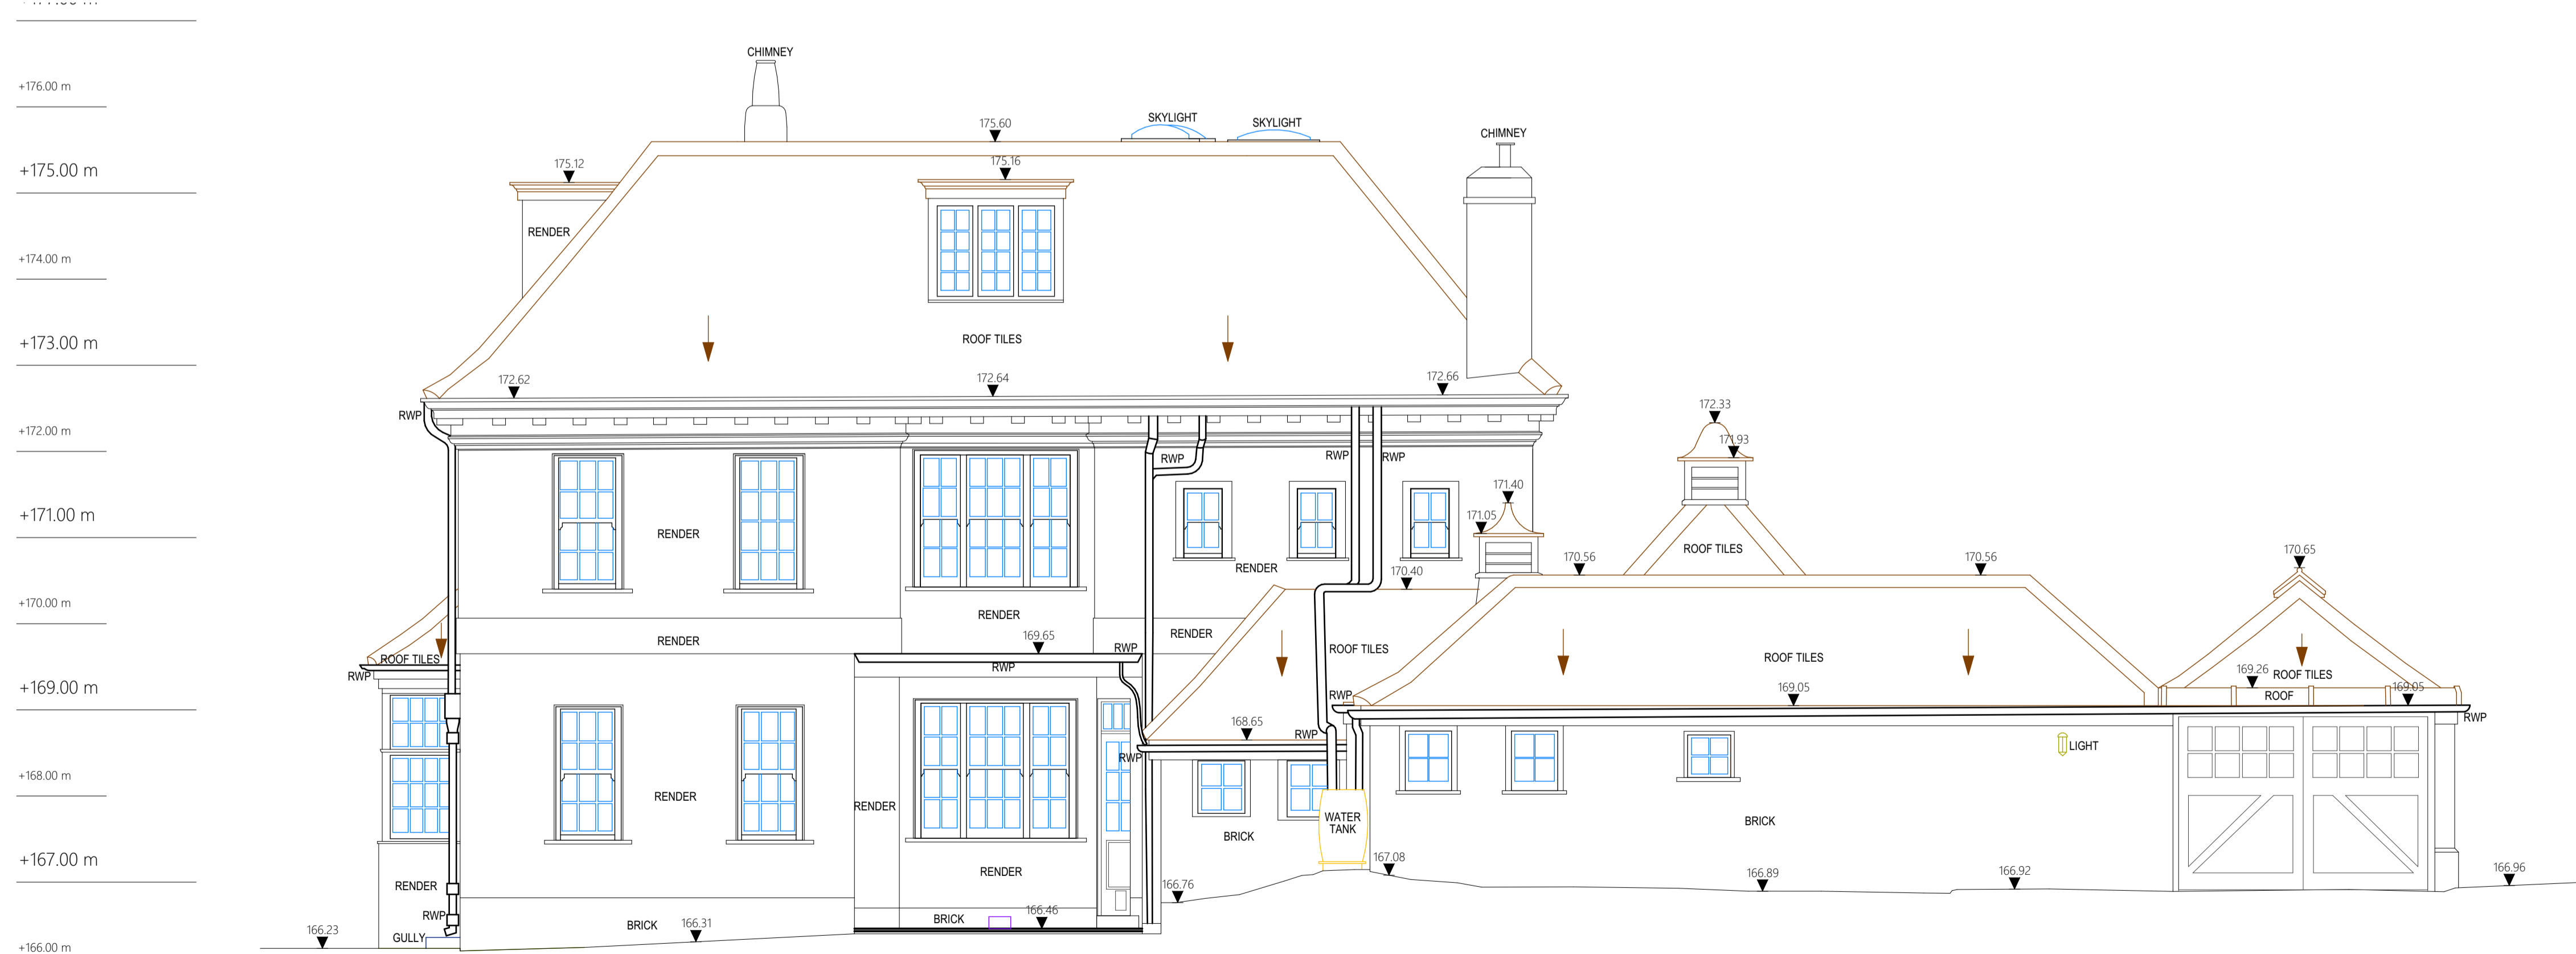 CHIMNEY
+176.00 m
SKYLIGHT
SKYLIGHT
175.60
CHIMNEY
175.12
175.16
+175.00 m
RENDER
+174.00 m
ROOF TILES
+173.00 m
172.62
172.64
172.66
RWP
172.33
+172.00 m
171.93
RWP
RWP
RWP
171.40
+171.00 m
171.05
RENDER
ROOF TILES
170.65
RENDER
170.40
170.56
170.56
+170.00 m
RENDER
RENDER
RENDER
169.65
RWP
ROOF TILES
ROOF TILES
ROOF TILES
RWP
RWP
169.26
ROOF TILES
+169.00 m
RWP
169.05
ROOF
169.05
RWP
168.65
RWP
LIGHT
RWP
+168.00 m
RENDER
RENDER
WATER
TANK
BRICK
BRICK
+167.00 m
167.08
RENDER
RENDER
166.76
166.89
166.92
166.96
RWP
BRICK
166.46
BRICK
166.31
166.23
GULLY
+166.00 m